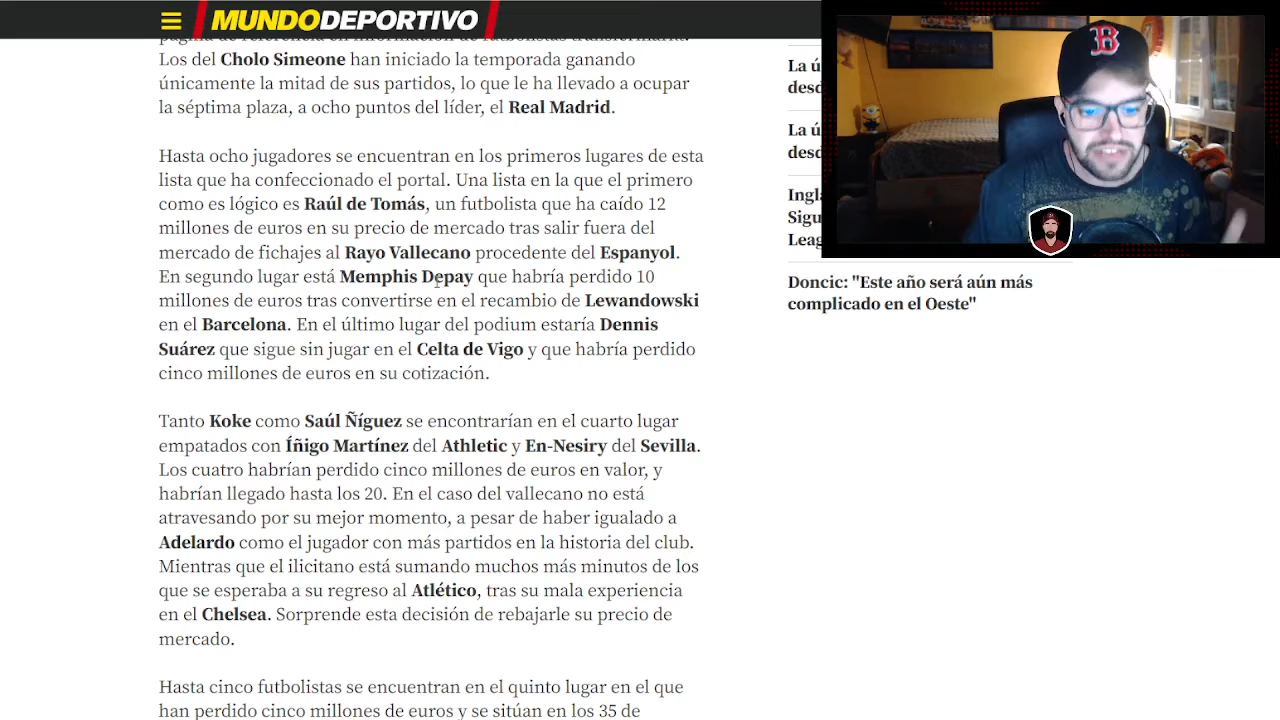 MUNDODEPORTIVO
Los del Cholo Simeone han iniciado la temporada ganando
únicamente la mitad de sus partidos, lo que le ha llevado a ocupar
la séptima plaza, a ocho puntos del líder, el Real Madrid.
Hasta ocho jugadores se encuentran en los primeros lugares de esta
lista que ha confeccionado el portal. Una lista en la que el primero
como es lógico es Raúl de Tomás, un futbolista que ha caído 12
millones de euros en su precio de mercado tras salir fuera del
mercado de fichajes al Rayo Vallecano procedente del Espanyol.
En segundo lugar está Memphis Depay que habría perdido 10
millones de euros tras convertirse en el recambio de Lewandowski
en el Barcelona. En el último lugar del podium estaría Dennis
Suárez que sigue sin jugar en el Celta de Vigo y que habría perdido
cinco millones de euros en su cotización.
Tanto Koke como Saúl Ñíguez se encontrarían en el cuarto lugar
empatados con Íñigo Martínez del Athletic y En-Nesiry del Sevilla.
Los cuatro habrían perdido cinco millones de euros en valor, y
habrían llegado hasta los 20. En el caso del vallecano no está
atravesando por su mejor momento, a pesar de haber igualado a
Adelardo como el jugador con más partidos en la historia del club.
Mientras que el ilicitano está sumando muchos más minutos de los
que se esperaba a su regreso al Atlético, tras su mala experiencia
en el Chelsea. Sorprende esta decisión de rebajarle su precio de
mercado.
Hasta cinco futbolistas se encuentran en el quinto lugar en el que
han perdido cinco millones de euros y se sitúan en los 35 de
La ú
desd
La ú
desd
Ingla
Sigu
Leag
Doncic: "Este año será aún más
complicado en el Oeste"
B